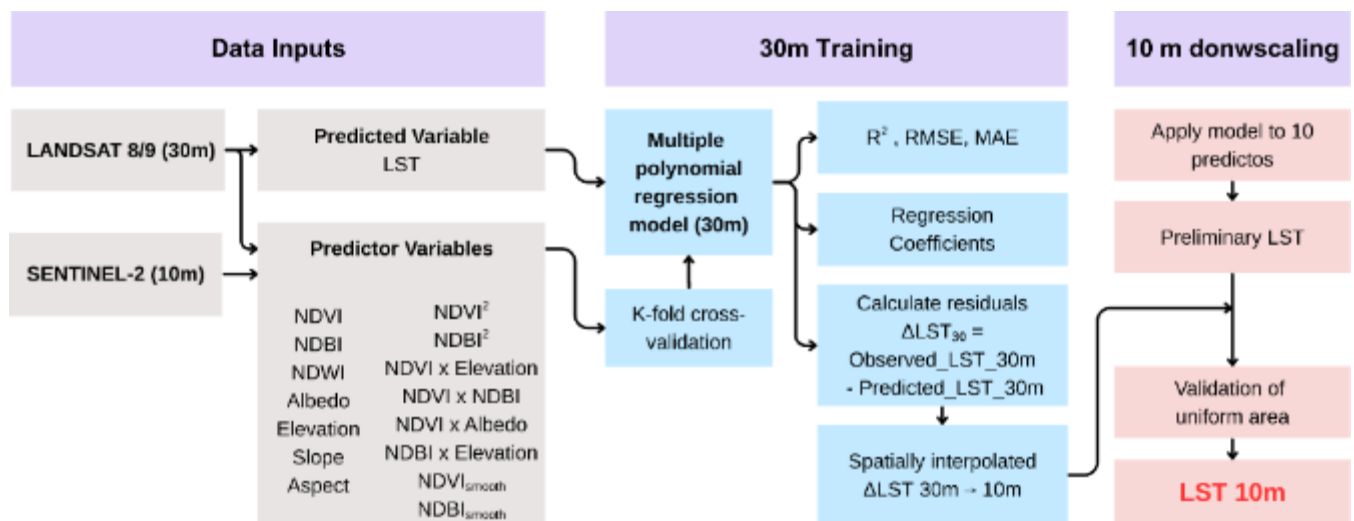 Data Inputs
30m Training
10 m donwscaling
LANDSAT 8/9 (30m)
SENTINEL-2 (10m)
Predicted Variable
LST
Predictor Variables
NDVI
NDBI
NDWI
Albedo
Elevation
Slope
Aspect
NDVI²
NDBI²
NDVI x Elevation
NDVI x NDBI
NDVI x Albedo
NDBI x Elevation
NDVIsmooth
NDBIsmooth
Multiple
polynomial
regression
model (30m)
K-fold cross-
validation
R² , RMSE, MAE
Regression
Coefficients
Calculate residuals
ΔLST₃₀ =
Observed_LST_30m
- Predicted_LST_30m
Spatially interpolated
ΔLST 30m → 10m
Apply model to 10
predictos
Preliminary LST
Validation of
uniform area
LST 10m